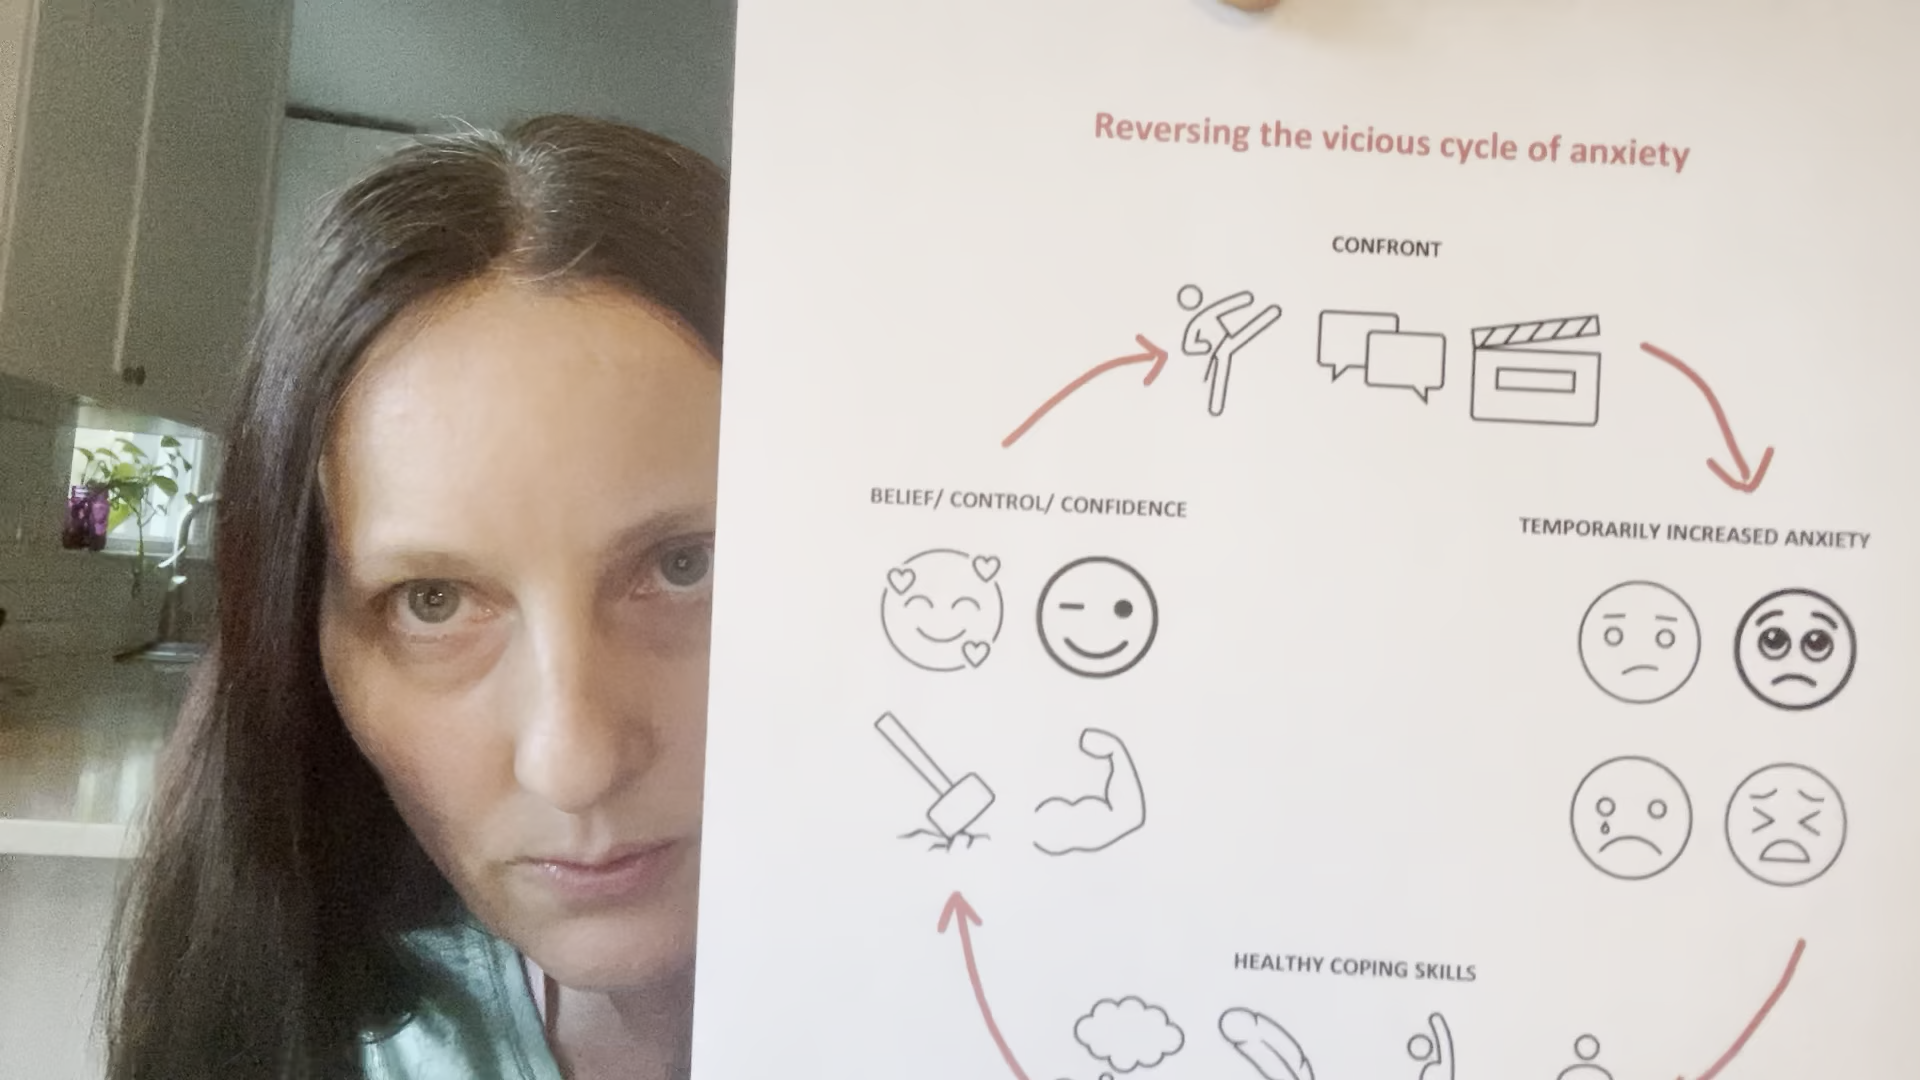 Reversing the vicious cycle of anxiety
CONFRONT
BELIEF/ CONTROL/ CONFIDENCE
TEMPORARILY INCREASED ANXIETY
HEALTHY COPING SKILLS